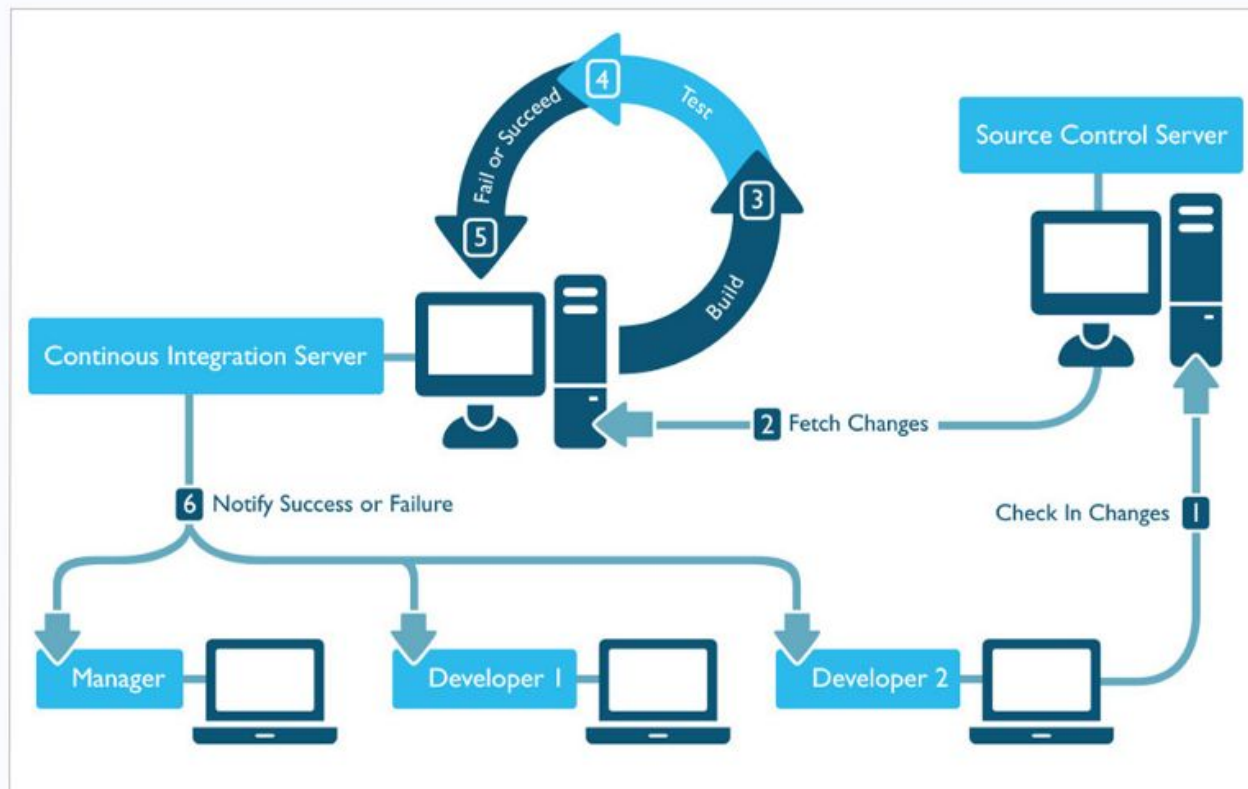 4
Test
Fail or Succeed
Source Control Server
3
5
Build
Continous Integration Server
2 Fetch Changes
6 Notify Success or Failure
Check In Changes 1
Manager
Developer 1
Developer 2